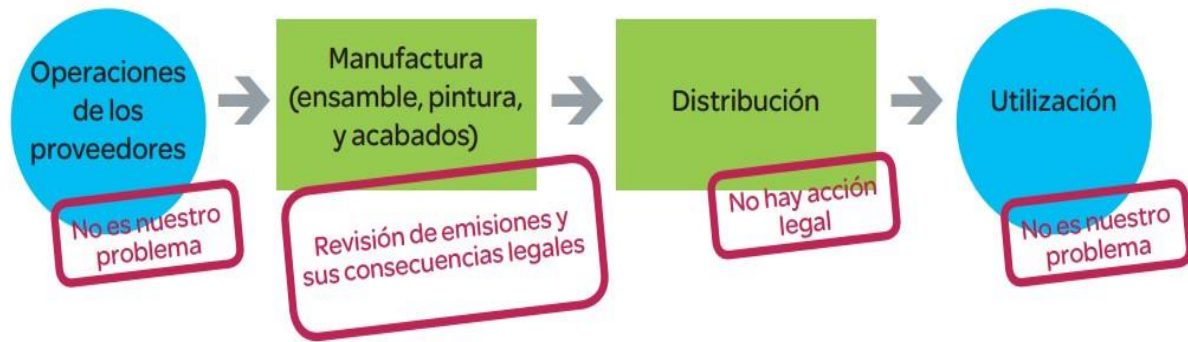 Operaciones
de los
proveedores
Manufactura
(ensamble, pintura,
y acabados)
Distribución
Utilización
No es nuestro
problema
Revisión de emisiones y
sus consecuencias legales
No hay acción
legal
No es nuestro
problema